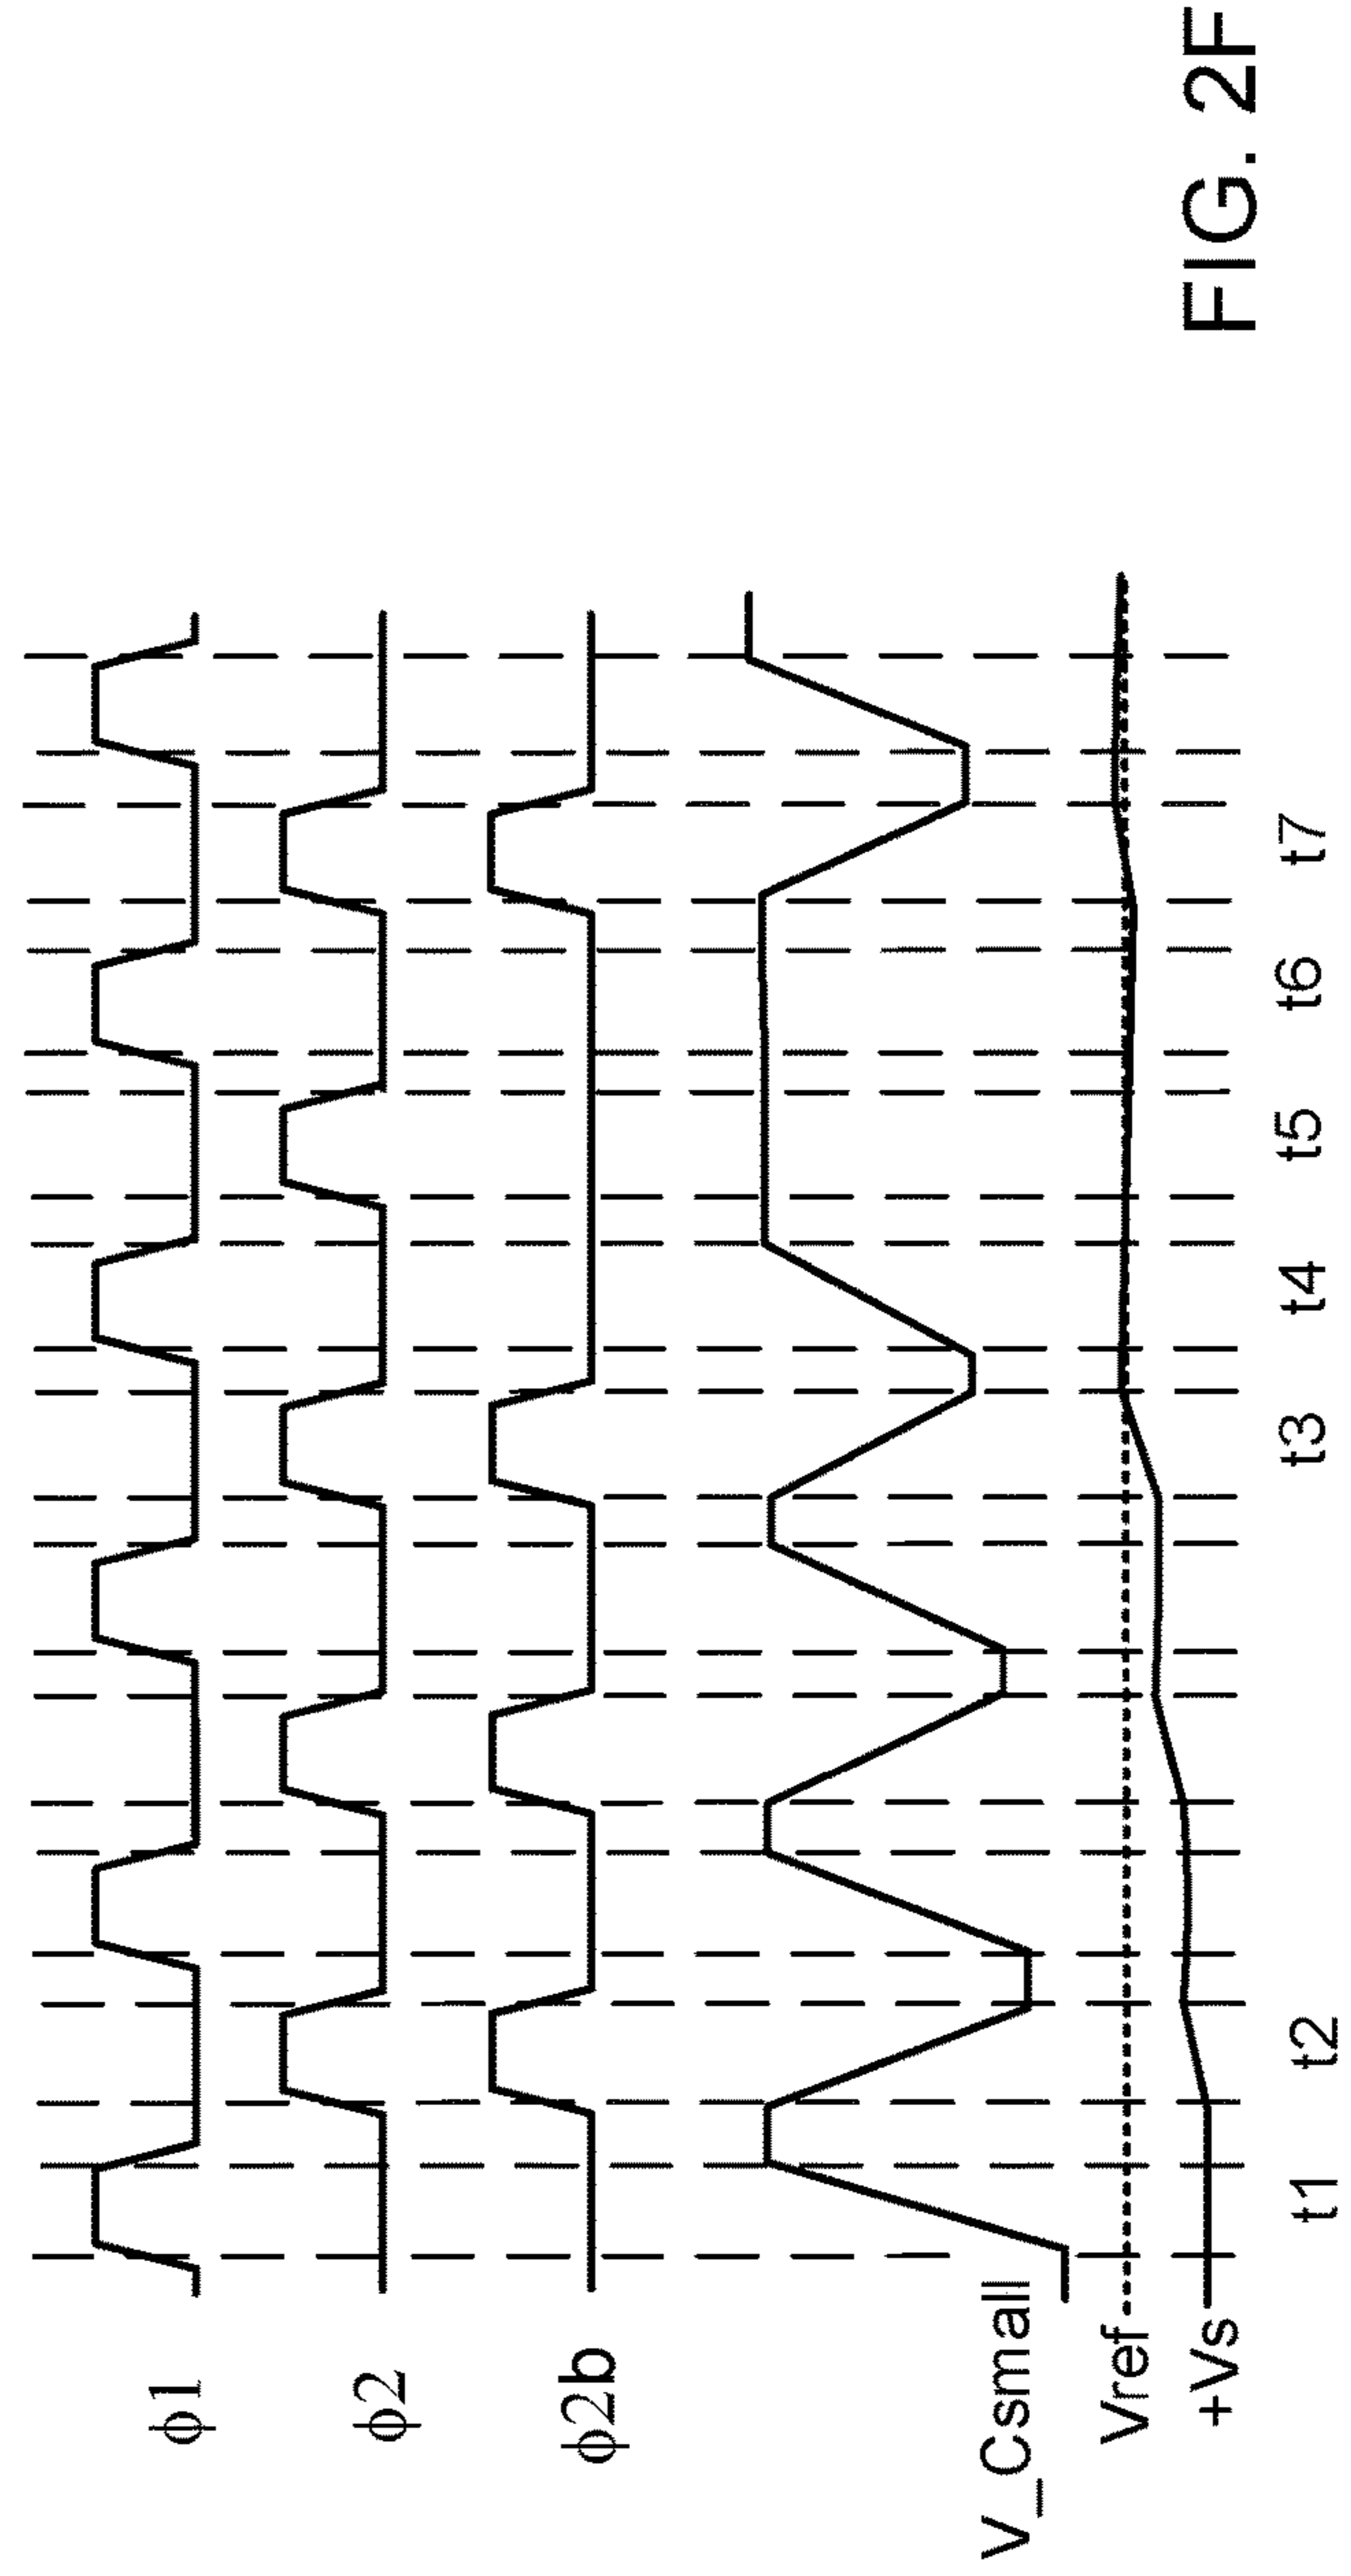 ϕ1
ϕ2
ϕ2b
V_Csmall
Vref
+Vs
t1 t2 t3 t4 t5 t6 t7
FIG. 2F